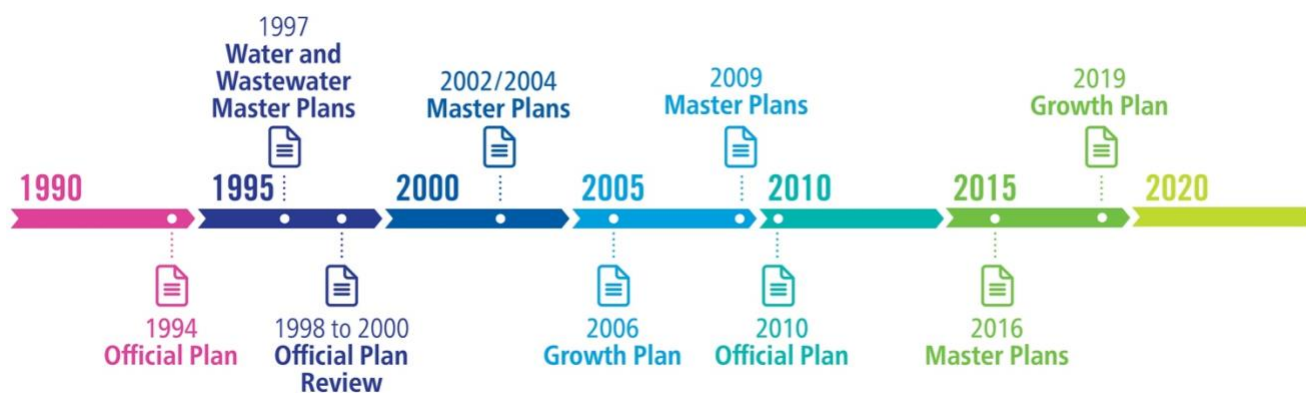 1997
Water and
Wastewater
Master Plans
2002/2004
Master Plans
2009
Master Plans
2019
Growth Plan
1990
1995
2000
2005
2010
2015
2020
1994
Official Plan
1998 to 2000
Official Plan
Review
2006
Growth Plan
2010
Official Plan
2016
Master Plans